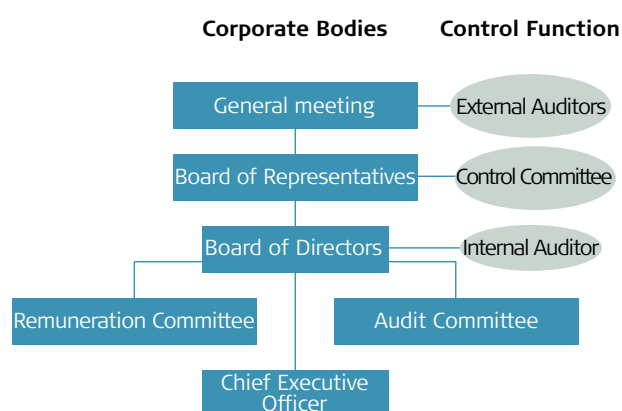 Corporate Bodies Control Function
General meeting External Auditors
Board of Representatives Control Committee
Board of Directors Internal Auditor
Remuneration Committee Audit Committee
Chief Executive
Officer